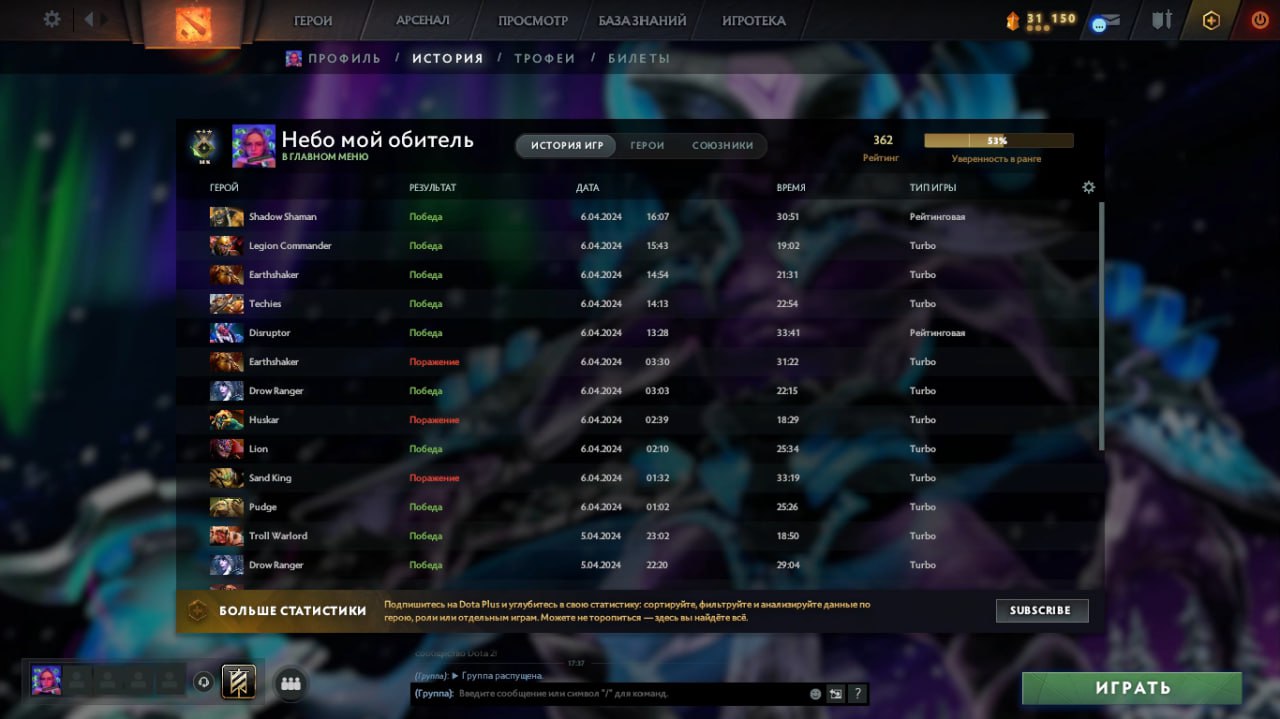 ГЕРОИ АРСЕНАЛ ПРОСМОТР БАЗА ЗНАНИЙ ИГРОТЕКА 31 150
ПРОФИЛЬ / ИСТОРИЯ / ТРОФЕИ / БИЛЕТЫ
Небо мой обитель
В ГЛАВНОМ МЕНЮ
ИСТОРИЯ ИГР ГЕРОИ СОЮЗНИКИ
362 53%
Рейтинг Уверенность в ранге
ГЕРОЙ РЕЗУЛЬТАТ ДАТА ВРЕМЯ ТИП ИГРЫ
Shadow Shaman Победа 6.04.2024 16:07 30:51 Рейтинговая
Legion Commander Победа 6.04.2024 15:43 19:02 Turbo
Earthshaker Победа 6.04.2024 14:54 21:31 Turbo
Techies Победа 6.04.2024 14:13 22:54 Turbo
Disruptor Победа 6.04.2024 13:28 33:41 Рейтинговая
Earthshaker Поражение 6.04.2024 03:30 31:22 Turbo
Drow Ranger Победа 6.04.2024 03:03 22:15 Turbo
Huskar Поражение 6.04.2024 02:39 18:29 Turbo
Lion Победа 6.04.2024 02:10 25:34 Turbo
Sand King Поражение 6.04.2024 01:32 33:19 Turbo
Pudge Победа 6.04.2024 01:02 25:26 Turbo
Troll Warlord Победа 5.04.2024 23:02 18:50 Turbo
Drow Ranger Победа 5.04.2024 22:20 29:04 Turbo
БОЛЬШЕ СТАТИСТИКИ
Подпишитесь на Dota Plus и углубитесь в свою статистику: сортируйте, фильтруйте и анализируйте данные по
герою, роли или отдельным играм. Можете не торопиться — здесь вы найдёте всё.
SUBSCRIBE
сообщество Dota 2!
17:37
(Группа): ▶ Группа распущена.
(Группа): Введите сообщение или символ "/" для команд. ?
ИГРАТЬ